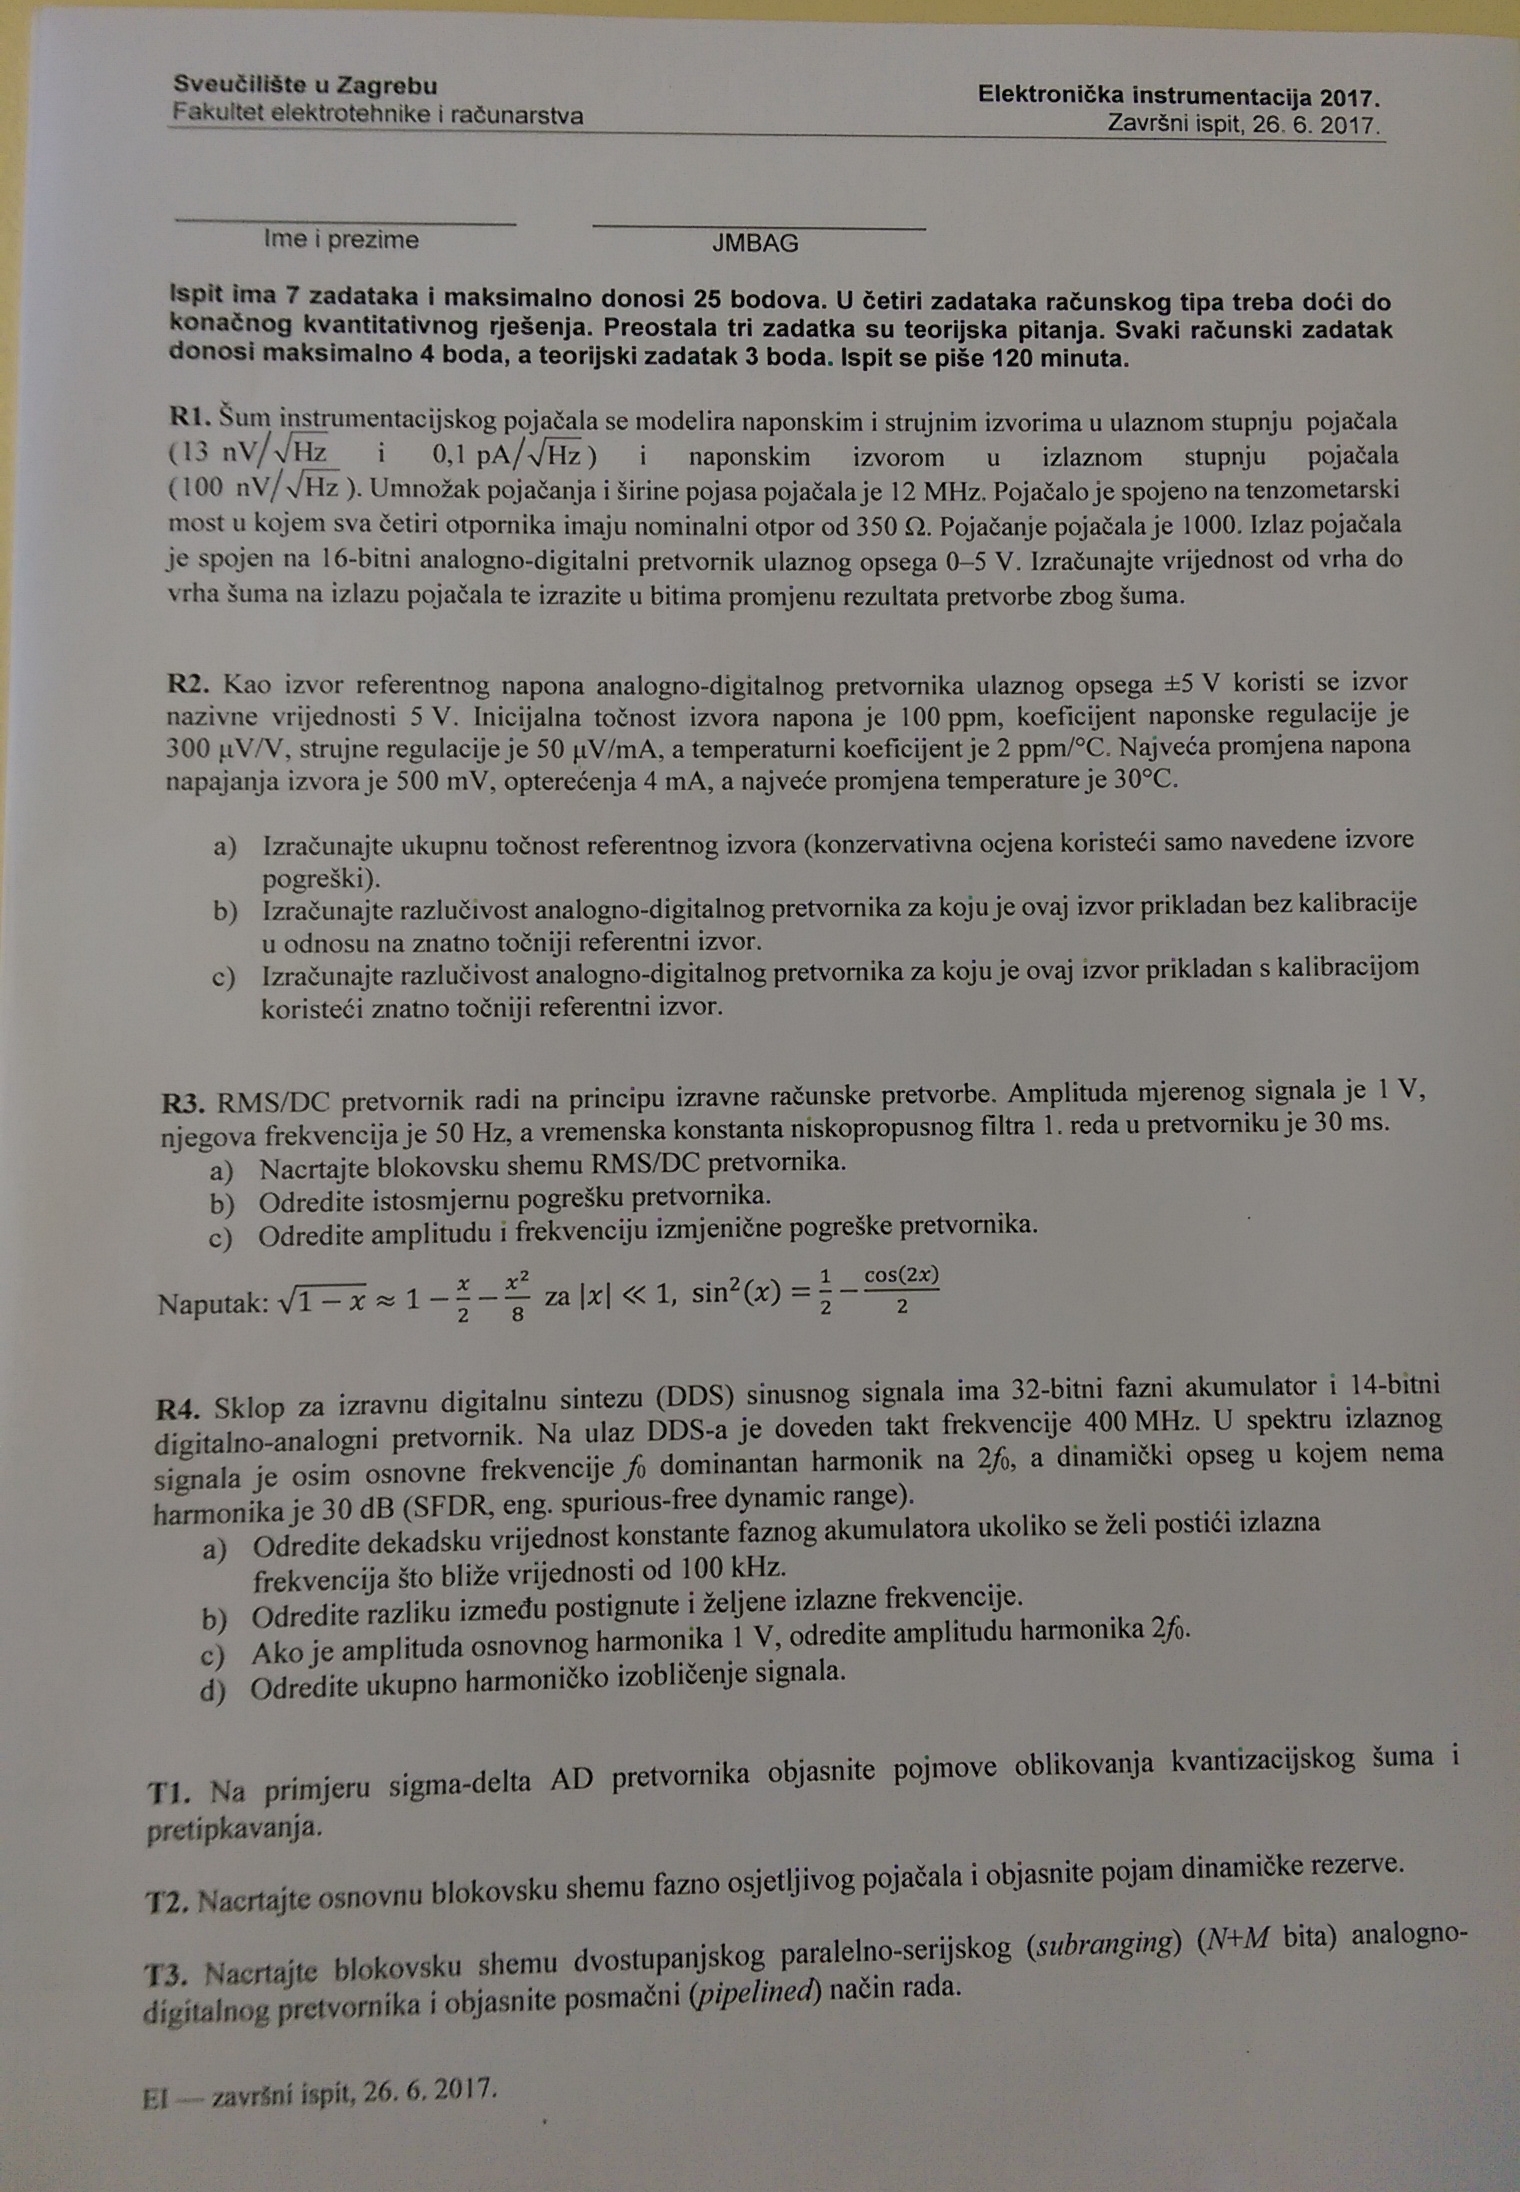 Sveučilište u Zagrebu
Fakultet elektrotehnike i računarstva
Elektronička instrumentacija 2017.
Završni ispit, 26. 6. 2017.
Ime i prezime
JMBAG
Ispit ima 7 zadataka i maksimalno donosi 25 bodova. U četiri zadataka računskog tipa treba doći do
konačnog kvantitativnog rješenja. Preostala tri zadatka su teorijska pitanja. Svaki računski zadatak
donosi maksimalno 4 boda, a teorijski zadatak 3 boda. Ispit se piše 120 minuta.
R1. Šum instrumentacijskog pojačala se modelira naponskim i strujnim izvorima u ulaznom stupnju pojačala
(13 nV/√Hz i 0,1 pA/√Hz ) i naponskim izvorom u izlaznom stupnju pojačala
(100 nV/√Hz ). Umnožak pojačanja i širine pojasa pojačala je 12 MHz. Pojačalo je spojeno na tenzometarski
most u kojem sva četiri otpornika imaju nominalni otpor od 350 Ω. Pojačanje pojačala je 1000. Izlaz pojačala
je spojen na 16-bitni analogno-digitalni pretvornik ulaznog opsega 0–5 V. Izračunajte vrijednost od vrha do
vrha šuma na izlazu pojačala te izrazite u bitima promjenu rezultata pretvorbe zbog šuma.
R2. Kao izvor referentnog napona analogno-digitalnog pretvornika ulaznog opsega ±5 V koristi se izvor
nazivne vrijednosti 5 V. Inicijalna točnost izvora napona je 100 ppm, koeficijent naponske regulacije je
300 µV/V, strujne regulacije je 50 µV/mA, a temperaturni koeficijent je 2 ppm/°C. Najveća promjena napona
napajanja izvora je 500 mV, opterećenja 4 mA, a najveće promjena temperature je 30°C.
a) Izračunajte ukupnu točnost referentnog izvora (konzervativna ocjena koristeći samo navedene izvore
pogreški).
b) Izračunajte razlučivost analogno-digitalnog pretvornika za koju je ovaj izvor prikladan bez kalibracije
u odnosu na znatno točniji referentni izvor.
c) Izračunajte razlučivost analogno-digitalnog pretvornika za koju je ovaj izvor prikladan s kalibracijom
koristeći znatno točniji referentni izvor.
R3. RMS/DC pretvornik radi na principu izravne računske pretvorbe. Amplituda mjerenog signala je 1 V,
njegova frekvencija je 50 Hz, a vremenska konstanta niskopropusnog filtra 1. reda u pretvorniku je 30 ms.
a) Nacrtajte blokovsku shemu RMS/DC pretvornika.
b) Odredite istosmjernu pogrešku pretvornika.
c) Odredite amplitudu i frekvenciju izmjenične pogreške pretvornika.
Naputak: √1 − x ≈ 1 − x/2 − x²/8 za |x| ≪ 1, sin²(x) = 1/2 − cos(2x)/2
R4. Sklop za izravnu digitalnu sintezu (DDS) sinusnog signala ima 32-bitni fazni akumulator i 14-bitni
digitalno-analogni pretvornik. Na ulaz DDS-a je doveden takt frekvencije 400 MHz. U spektru izlaznog
signala je osim osnovne frekvencije f₀ dominantan harmonik na 2f₀, a dinamički opseg u kojem nema
harmonika je 30 dB (SFDR, eng. spurious-free dynamic range).
a) Odredite dekadsku vrijednost konstante faznog akumulatora ukoliko se želi postići izlazna
frekvencija što bliže vrijednosti od 100 kHz.
b) Odredite razliku između postignute i željene izlazne frekvencije.
c) Ako je amplituda osnovnog harmonika 1 V, odredite amplitudu harmonika 2f₀.
d) Odredite ukupno harmoničko izobličenje signala.
T1. Na primjeru sigma-delta AD pretvornika objasnite pojmove oblikovanja kvantizacijskog šuma i
pretipkavanja.
T2. Nacrtajte osnovnu blokovsku shemu fazno osjetljivog pojačala i objasnite pojam dinamičke rezerve.
T3. Nacrtajte blokovsku shemu dvostupanjskog paralelno-serijskog (subranging) (N+M bita) analogno-
digitalnog pretvornika i objasnite posmačni (pipelined) način rada.
EI — završni ispit, 26. 6. 2017.